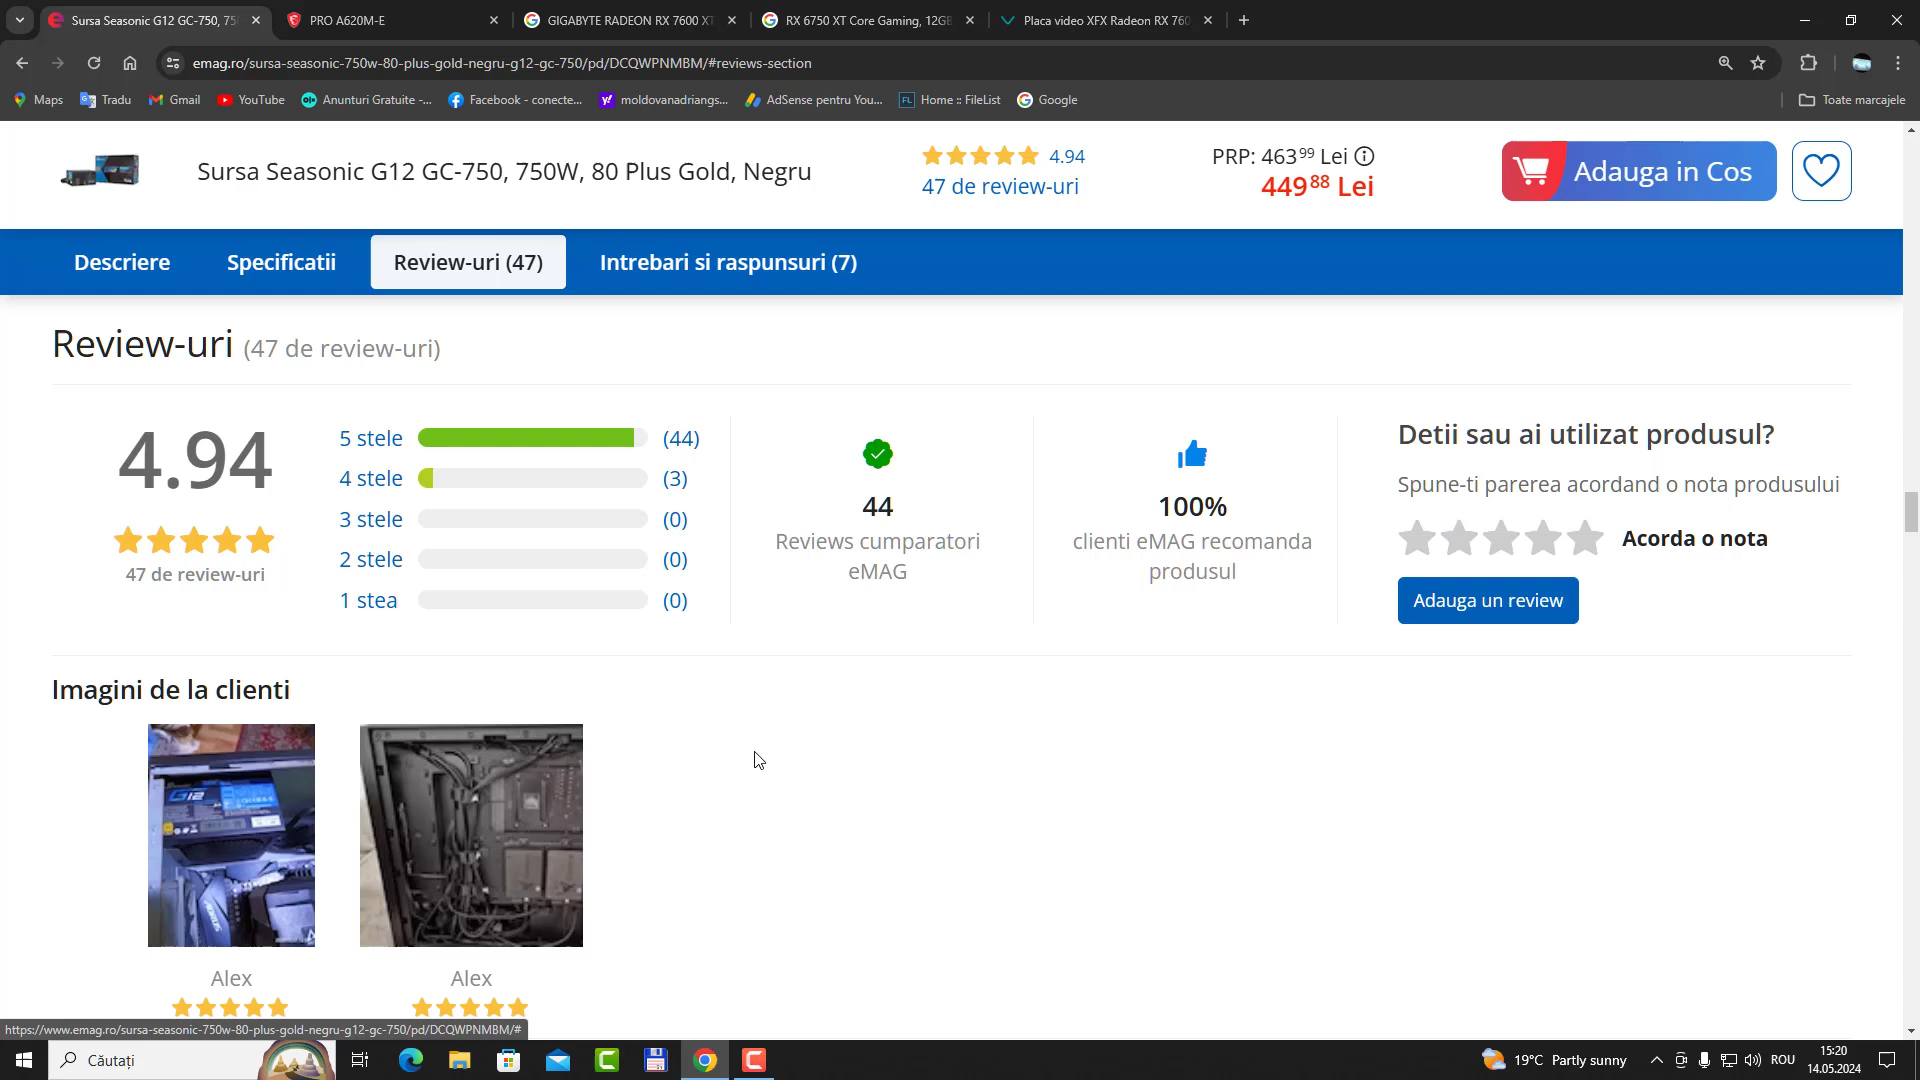 Sursa Seasonic G12 GC-750, 75
PRO A620M-E
GIGABYTE RADEON RX 7600 XT
RX 6750 XT Core Gaming, 12GB
Placa video XFX Radeon RX 760
emag.ro/sursa-seasonic-750w-80-plus-gold-negru-g12-gc-750/pd/DCQWPNMBM/#reviews-section
Maps
Tradu
Gmail
YouTube
Anunturi Gratuite -...
Facebook - conecte...
moldovanadriangs...
AdSense pentru You...
FL
Home :: FileList
Google
Toate marcajele
Sursa Seasonic G12 GC-750, 750W, 80 Plus Gold, Negru
4.94
47 de review-uri
PRP: 463⁹⁹ Lei
449⁸⁸ Lei
Adauga in Cos
Descriere
Specificatii
Review-uri (47)
Intrebari si raspunsuri (7)
Review-uri (47 de review-uri)
4.94
47 de review-uri
5 stele (44)
4 stele (3)
3 stele (0)
2 stele (0)
1 stea (0)
44
Reviews cumparatori
eMAG
100%
clienti eMAG recomanda
produsul
Detii sau ai utilizat produsul?
Spune-ti parerea acordand o nota produsului
Acorda o nota
Adauga un review
Imagini de la clienti
G12
AORUS
Alex
Alex
https://www.emag.ro/sursa-seasonic-750w-80-plus-gold-negru-g12-gc-750/pd/DCQWPNMBM/#
Căutați
19°C Partly sunny
ROU
15:20
14.05.2024